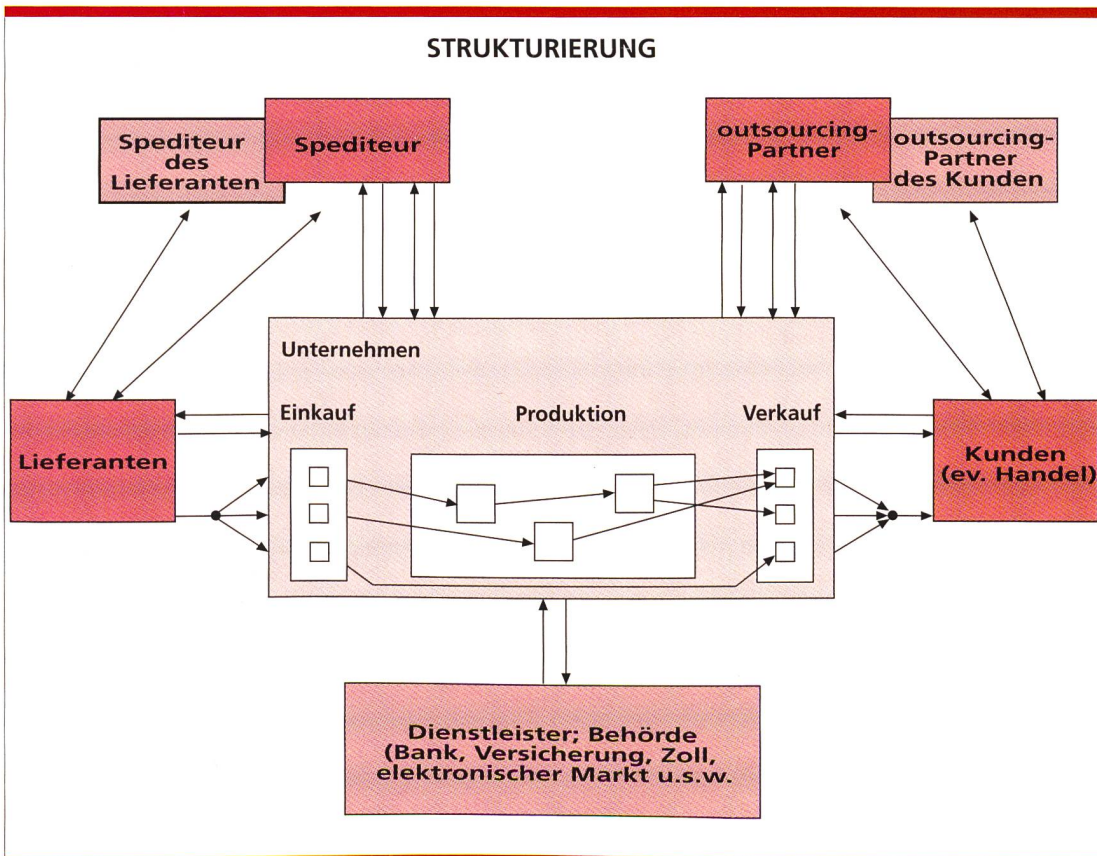 STRUKTURIERUNG
Spediteur
des
Lieferanten
Spediteur
outsourcing-
Partner
outsourcing-
Partner
des Kunden
Unternehmen
Einkauf
Produktion
Verkauf
Lieferanten
Kunden
(ev. Handel)
Dienstleister; Behörde
(Bank, Versicherung, Zoll,
elektronischer Markt u.s.w.